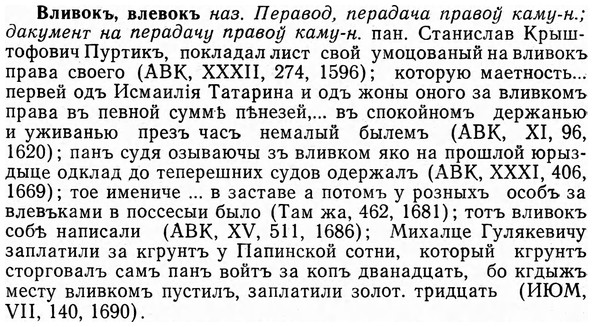 Вливокъ, влевокъ наз. Перавод, перадача правоў каму-н.;
дакумент на перадачу правоў каму-н. пан. Станислав Крыш-
тофович Пуртикъ, покладал лист свой умоцованый на вливокъ
права своего (АВК, XXXII, 274, 1596); которую маетность...
первей одъ Исмаилія Татарина и одъ жоны оного за вливкомъ
права въ певной суммѣ пѣнезей,... въ спокойномъ держанью
и уживанью презъ часъ немалый былемъ (АВК, XI, 96,
1620); панъ судя озываючы зъ вливком яко на прошлой юрыз-
дыце одклад до теперешних судов одержалъ (АВК, XXXI, 406,
1669); тое имениче ... в заставе а потомъ у розныхъ особъ за
влевъками в поссесыи было (Там жа, 462, 1681); тотъ вливокъ
собѣ написали (АВК, XV, 511, 1686); Михалце Гулякевичу
заплатили за кгрунтъ у Папинской сотни, который кгрунтъ
сторговалъ самъ панъ войтъ за копъ дванадцать, бо кгдыжъ
месту вливкомъ пустилъ, заплатили золот. тридцать (ИЮМ,
VII, 140, 1690).